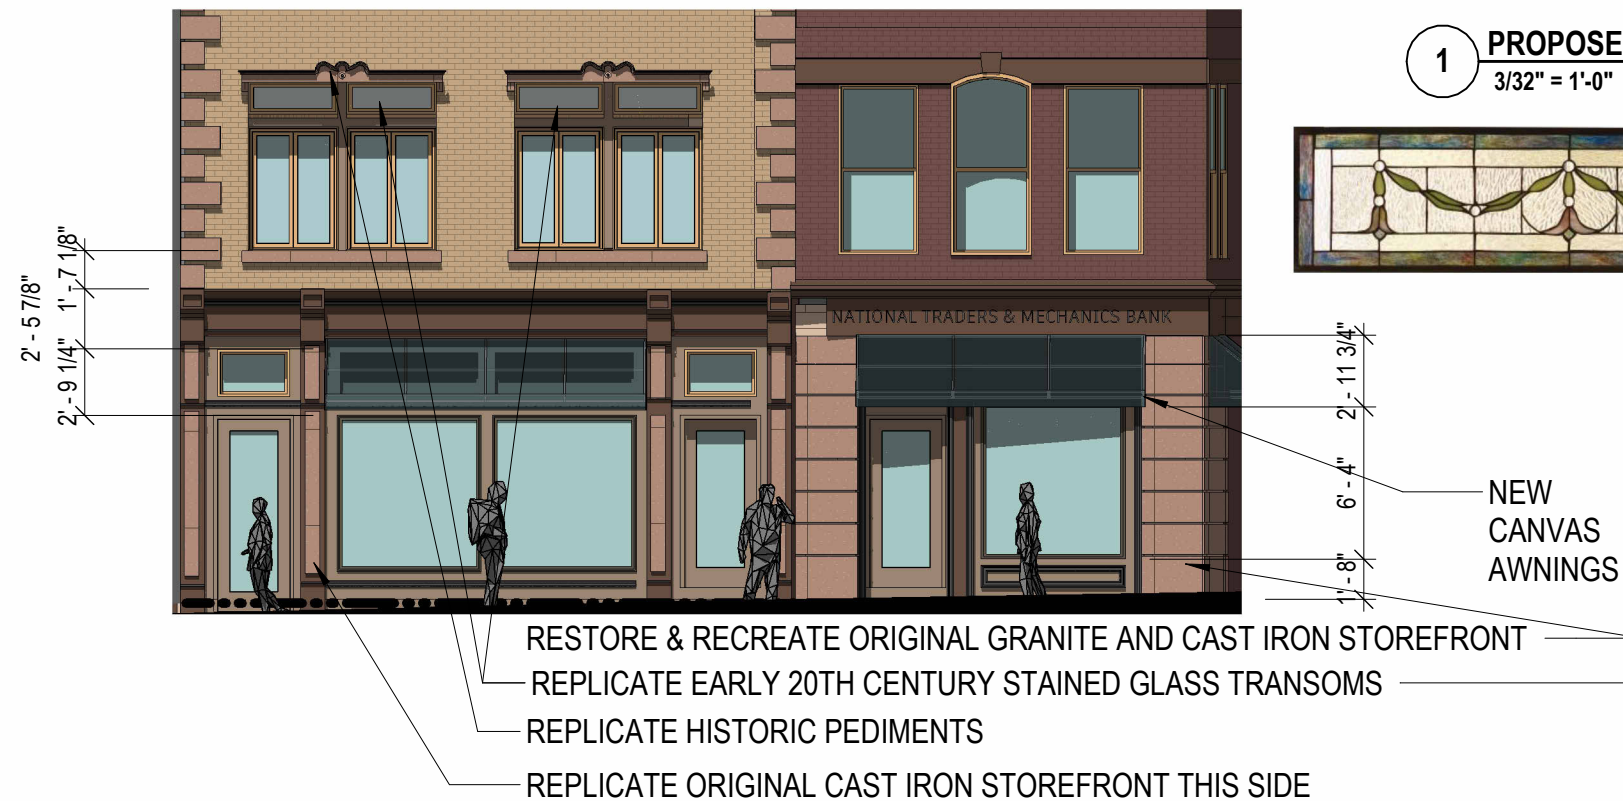 1
PROPOSE
3/32" = 1'-0"
NATIONAL TRADERS & MECHANICS BANK
1' - 7 1/8"
2' - 5 7/8"
2' - 9 1/4"
2' - 11 3/4"
6' - 4"
1' - 8"
NEW
CANVAS
AWNINGS
RESTORE & RECREATE ORIGINAL GRANITE AND CAST IRON STOREFRONT
REPLICATE EARLY 20TH CENTURY STAINED GLASS TRANSOMS
REPLICATE HISTORIC PEDIMENTS
REPLICATE ORIGINAL CAST IRON STOREFRONT THIS SIDE